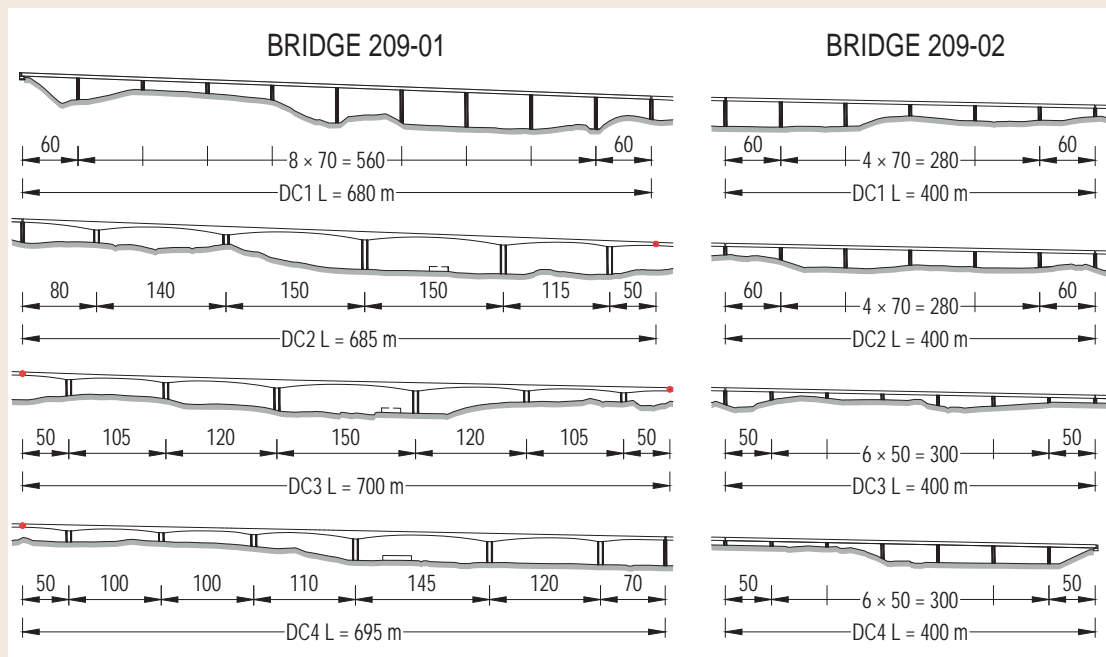 BRIDGE 209-01
60 8 × 70 = 560 60
DC1 L = 680 m
80 140 150 150 115 50
DC2 L = 685 m
50 105 120 150 120 105 50
DC3 L = 700 m
50 100 100 110 145 120 70
DC4 L = 695 m
BRIDGE 209-02
60 4 × 70 = 280 60
DC1 L = 400 m
60 4 × 70 = 280 60
DC2 L = 400 m
50 6 × 50 = 300 50
DC3 L = 400 m
50 6 × 50 = 300 50
DC4 L = 400 m